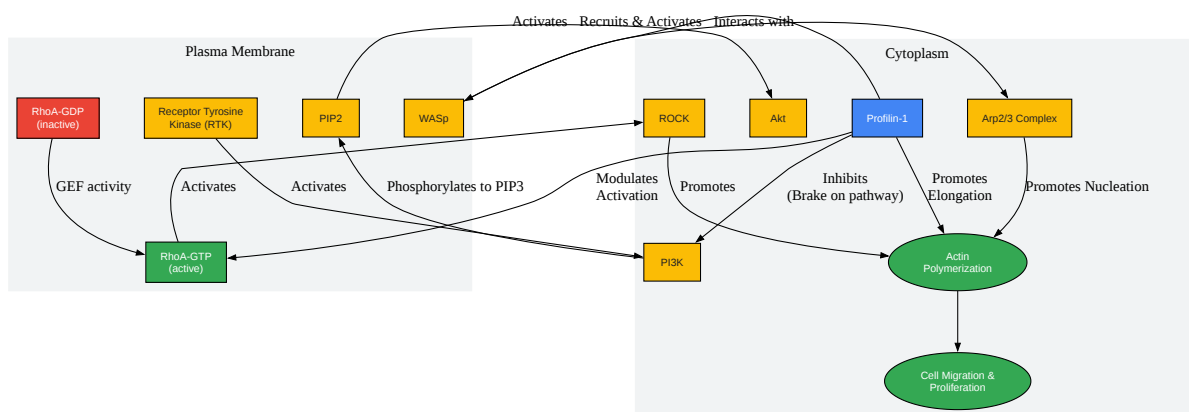 Activates
Recruits & Activates
Interacts with
Plasma Membrane
Cytoplasm
RhoA-GDP
(inactive)
Receptor Tyrosine
Kinase (RTK)
PIP2
WASp
ROCK
Akt
Profilin-1
Arp2/3 Complex
GEF activity
Activates
Activates
Phosphorylates to PIP3
Modulates
Activation
Promotes
Inhibits
(Brake on pathway)
Promotes
Elongation
Promotes Nucleation
RhoA-GTP
(active)
PI3K
Actin
Polymerization
Cell Migration &
Proliferation